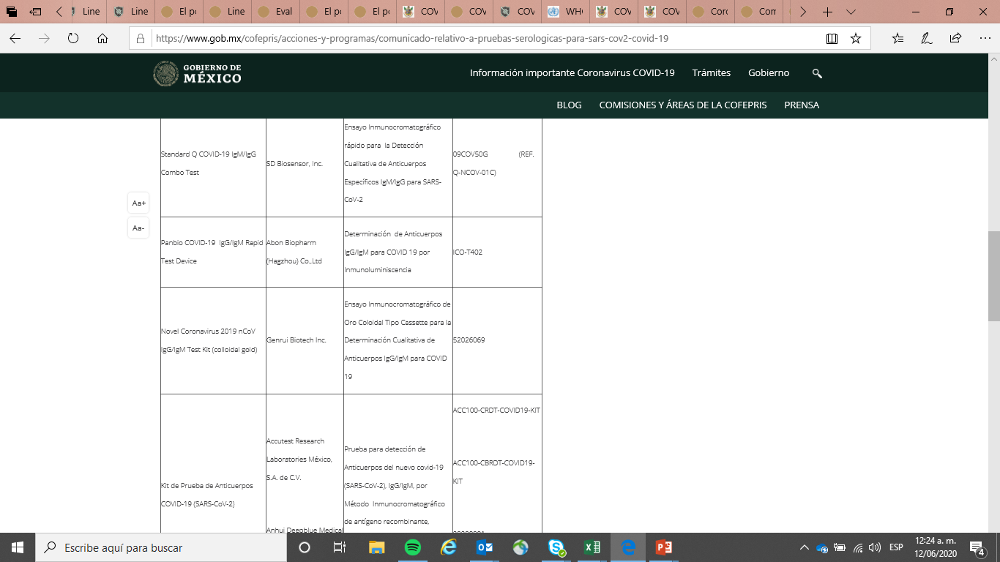 Line
Line
El po
Line
Eval
El po
El po
COV
COV
COV
WHO
COV
COV
Coro
Com
https://www.gob.mx/cofepris/acciones-y-programas/comunicado-relativo-a-pruebas-serologicas-para-sars-cov2-covid-19
GOBIERNO DE
MÉXICO
Información importante Coronavirus COVID-19 Trámites Gobierno
BLOG COMISIONES Y ÁREAS DE LA COFEPRIS PRENSA
Aa+
Aa-
Standard Q COVID-19 IgM/IgG
Combo Test
SD Biosensor, Inc.
Ensayo Inmunocromatográfico
rápido para la Detección
Cualitativa de Anticuerpos
Específicos IgM/IgG para SARS-
CoV-2
09COV50G (REF.
Q-NCOV-01C)
Panbio COVID-19 IgG/IgM Rapid
Test Device
Abon Biopharm
(Hagzhou) Co.,Ltd
Determinación de Anticuerpos
IgG/IgM para COVID 19 por
Inmunoluminiscencia
ICO-T402
Novel Coronavirus 2019 nCoV
IgG/IgM Test Kit (colloidal gold)
Genrui Biotech Inc.
Ensayo Inmunocromatográfico de
Oro Coloidal Tipo Cassette para la
Determinación Cualitativa de
Anticuerpos IgG/IgM para COVID
19
52026069
Kit de Prueba de Anticuerpos
COVID-19 (SARS-CoV-2)
Accutest Research
Laboratories México,
S.A. de C.V.
Anhui Deepblue Medical
Prueba para detección de
Anticuerpos del nuevo covid-19
(SARS-CoV-2), IgG/IgM, por
Método Inmunocromatográfico
de antígeno recombinante,
ACC100-CRDT-COVID19-KIT
ACC100-CBRDT-COVID19-
KIT
Escribe aquí para buscar
ESP
12:24 a. m.
12/06/2020
4